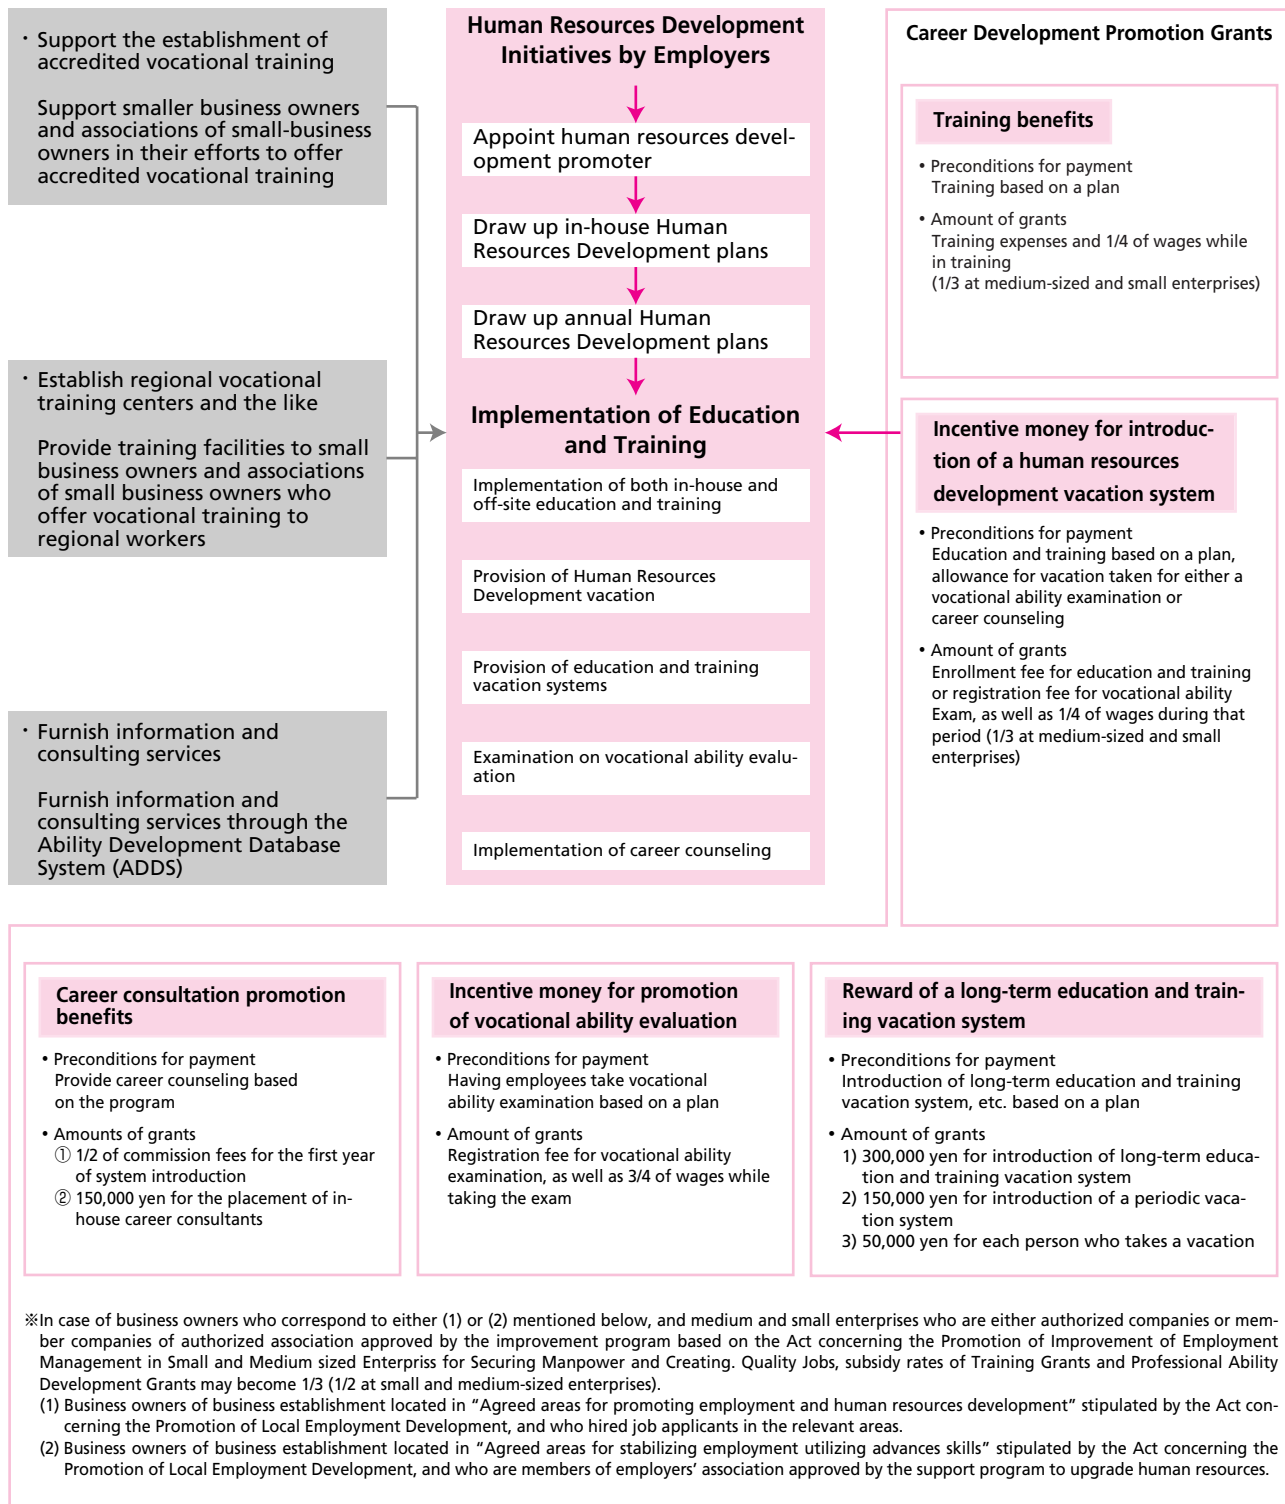 · Support the establishment of
accredited vocational training
Support smaller business owners
and associations of small-business
owners in their efforts to offer
accredited vocational training
· Establish regional vocational
training centers and the like
Provide training facilities to small
business owners and associations
of small business owners who
offer vocational training to
regional workers
· Furnish information and
consulting services
Furnish information and
consulting services through the
Ability Development Database
System (ADDS)
Human Resources Development
Initiatives by Employers
Appoint human resources devel-
opment promoter
Draw up in-house Human
Resources Development plans
Draw up annual Human
Resources Development plans
Implementation of Education
and Training
Implementation of both in-house and
off-site education and training
Provision of Human Resources
Development vacation
Provision of education and training
vacation systems
Examination on vocational ability evalu-
ation
Implementation of career counseling
Career Development Promotion Grants
Training benefits
• Preconditions for payment
Training based on a plan
• Amount of grants
Training expenses and 1/4 of wages while
in training
(1/3 at medium-sized and small enterprises)
Incentive money for introduc-
tion of a human resources
development vacation system
• Preconditions for payment
Education and training based on a plan,
allowance for vacation taken for either a
vocational ability examination or
career counseling
• Amount of grants
Enrollment fee for education and training
or registration fee for vocational ability
Exam, as well as 1/4 of wages during that
period (1/3 at medium-sized and small
enterprises)
Career consultation promotion
benefits
• Preconditions for payment
Provide career counseling based
on the program
• Amounts of grants
① 1/2 of commission fees for the first year
of system introduction
② 150,000 yen for the placement of in-
house career consultants
Incentive money for promotion
of vocational ability evaluation
• Preconditions for payment
Having employees take vocational
ability examination based on a plan
• Amount of grants
Registration fee for vocational ability
examination, as well as 3/4 of wages while
taking the exam
Reward of a long-term education and train-
ing vacation system
• Preconditions for payment
Introduction of long-term education and training
vacation system, etc. based on a plan
• Amount of grants
1) 300,000 yen for introduction of long-term educa-
tion and training vacation system
2) 150,000 yen for introduction of a periodic vaca-
tion system
3) 50,000 yen for each person who takes a vacation
※In case of business owners who correspond to either (1) or (2) mentioned below, and medium and small enterprises who are either authorized companies or mem-
ber companies of authorized association approved by the improvement program based on the Act concerning the Promotion of Improvement of Employment
Management in Small and Medium sized Enterpriss for Securing Manpower and Creating. Quality Jobs, subsidy rates of Training Grants and Professional Ability
Development Grants may become 1/3 (1/2 at small and medium-sized enterprises).
(1) Business owners of business establishment located in “Agreed areas for promoting employment and human resources development” stipulated by the Act con-
cerning the Promotion of Local Employment Development, and who hired job applicants in the relevant areas.
(2) Business owners of business establishment located in “Agreed areas for stabilizing employment utilizing advances skills” stipulated by the Act concerning the
Promotion of Local Employment Development, and who are members of employers’ association approved by the support program to upgrade human resources.